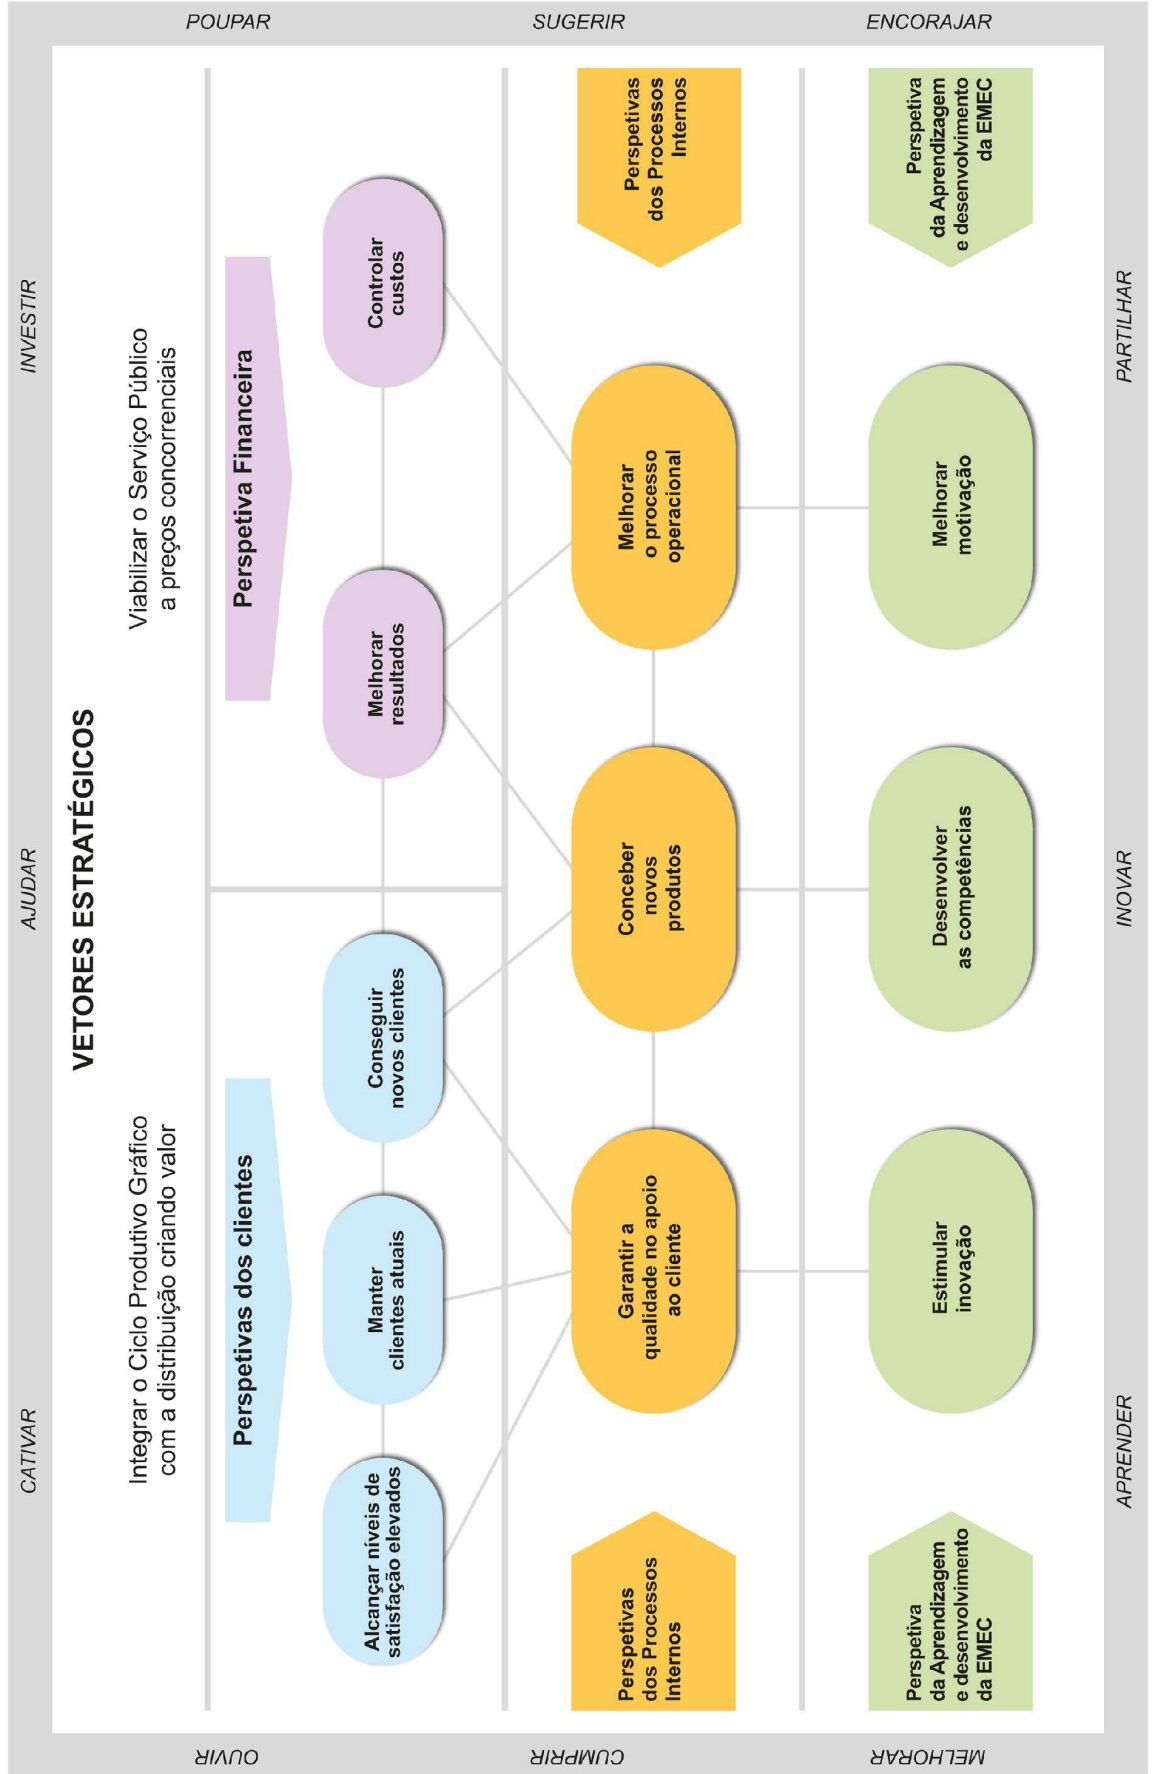 CATIVAR
AJUDAR
INVESTIR
VETORES ESTRATÉGICOS
Integrar o Ciclo Produtivo Gráfico
com a distribuição criando valor
Viabilizar o Serviço Público
a preços concorrenciais
OUVIR
POUPAR
Perspetivas dos clientes
Perspetiva Financeira
Alcançar níveis de
satisfação elevados
Manter
clientes atuais
Conseguir
novos clientes
Melhorar
resultados
Controlar
custos
CUMPRIR
SUGERIR
Perspetivas
dos Processos
Internos
Garantir a
qualidade no apoio
ao cliente
Conceber
novos
produtos
Melhorar
o processo
operacional
Perspetivas
dos Processos
Internos
MELHORAR
ENCORAJAR
Perspetiva
da Aprendizagem
e desenvolvimento
da EMEC
Estimular
inovação
Desenvolver
as competências
Melhorar
motivação
Perspetiva
da Aprendizagem
e desenvolvimento
da EMEC
APRENDER
INOVAR
PARTILHAR